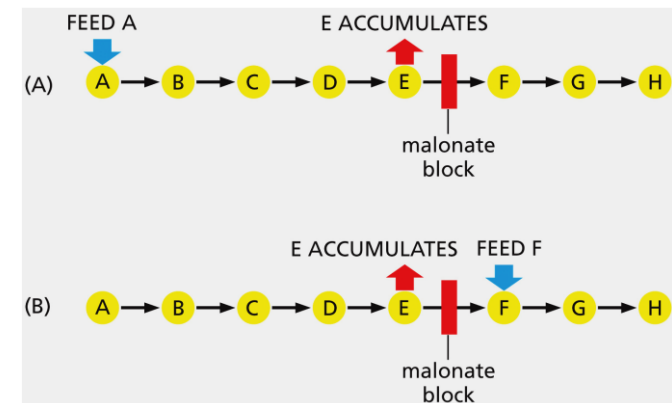 FEED A E ACCUMULATES
(A) A B C D E F G H
malonate
block
E ACCUMULATES FEED F
(B) A B C D E F G H
malonate
block